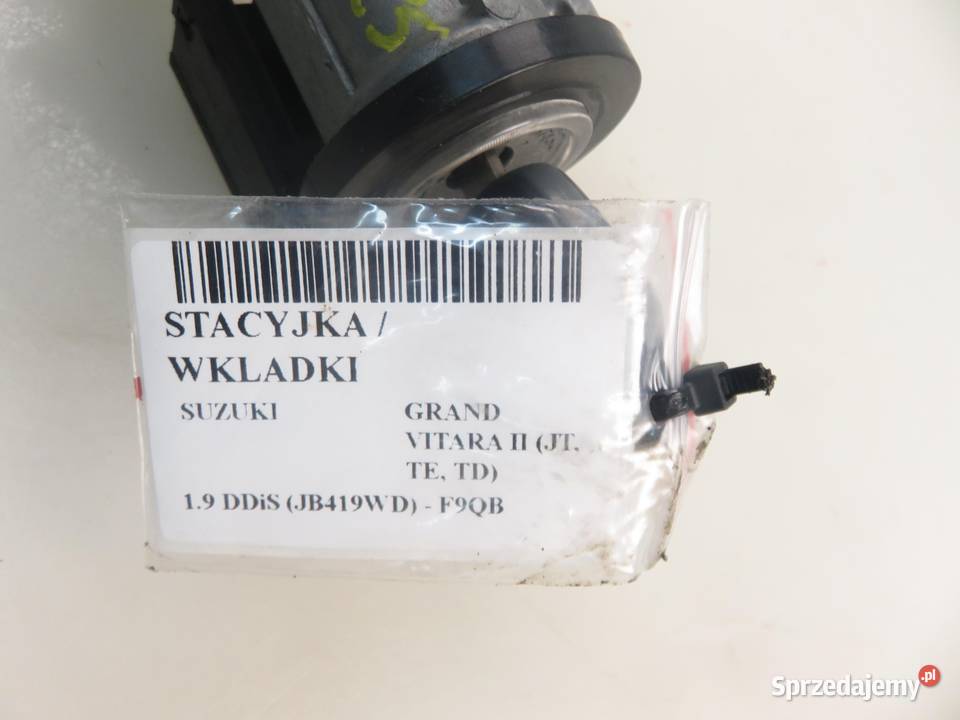 STACYJKA /
WKLADKI
SUZUKI
GRAND
VITARA II (JT,
TE, TD)
1.9 DDiS (JB419WD) - F9QB
Sprzedajemy.pl